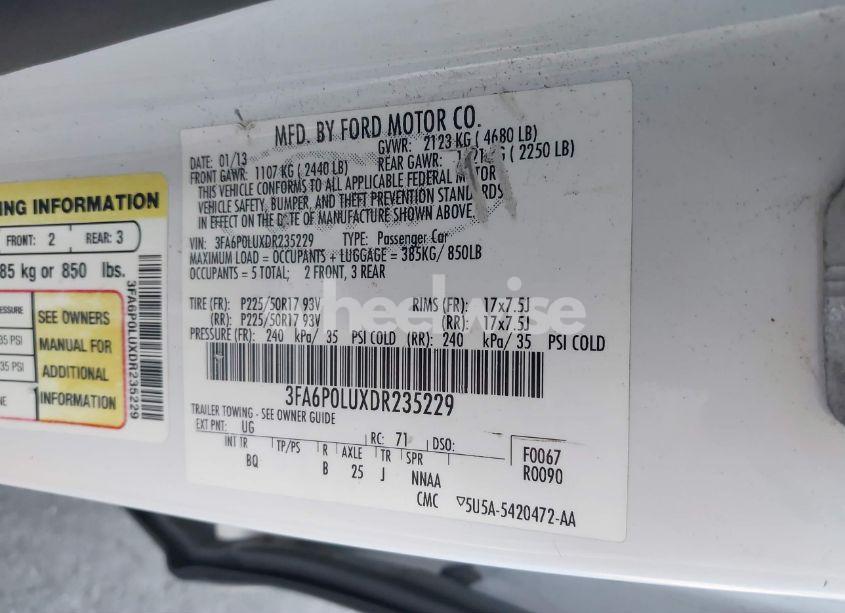 MFD. BY FORD MOTOR CO.
DATE: 01/13 GVWR: 2123 KG ( 4680 LB)
FRONT GAWR: 1107 KG ( 2440 LB) REAR GAWR: ( 2250 LB)
THIS VEHICLE CONFORMS TO ALL APPLICABLE FEDERAL MOTOR
VEHICLE SAFETY, BUMPER, AND THEFT PREVENTION STANDARDS
IN EFFECT ON THE DATE OF MANUFACTURE SHOWN ABOVE.
VIN: 3FA6P0LUXDR235229 TYPE: Passenger Car
MAXIMUM LOAD = OCCUPANTS + LUGGAGE = 385KG/ 850LB
OCCUPANTS = 5 TOTAL; 2 FRONT, 3 REAR
TIRE (FR): P225/50R17 93V RIMS (FR): 17x7.5J
(RR): P225/50R17 93V (RR): 17x7.5J
PRESSURE (FR): 240 kPa/ 35 PSI COLD (RR): 240 kPa/ 35 PSI COLD
3FA6P0LUXDR235229
TRAILER TOWING - SEE OWNER GUIDE
EXT PNT: UG RC: 71 DSO:
INT TR TP/PS R AXLE TR SPR
BQ B 25 J NNAA
CMC
F0067
R0090
▽5U5A-5420472-AA
ING INFORMATION
FRONT: 2 REAR: 3
85 kg or 850 lbs.
3FA6P0LUXDR235229
PRESSURE
35 PSI
35 PSI
SEE OWNERS
MANUAL FOR
ADDITIONAL
INFORMATION
wheelwise